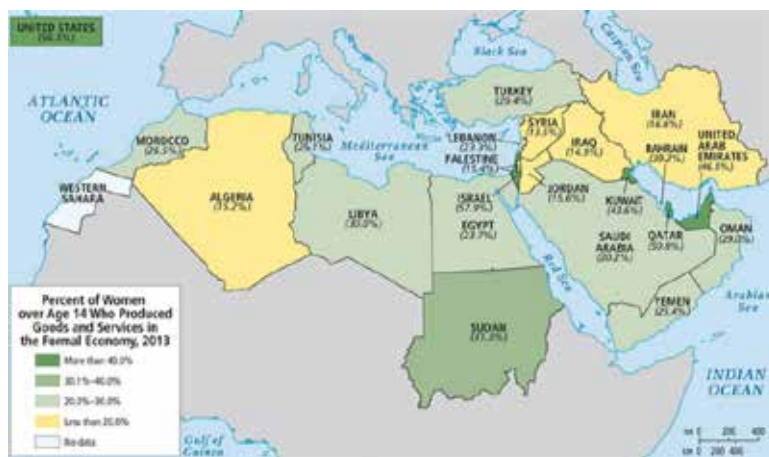 UNITED STATES
Black Sea
Caspian Sea
ATLANTIC
OCEAN
TURKEY
(29.4%)
MOROCCO
(26.5%)
TUNISIA
(25.1%)
Mediterranean
Sea
LEBANON
(23.3%)
PALESTINE
(15.4%)
SYRIA
(13.5%)
IRAQ
IRAN
(16.6%)
BAHRAIN
(39.2%)
UNITED
ARAB
EMIRATES
(46.5%)
WESTERN
SAHARA
ALGERIA
(15.2%)
LIBYA
(30.0%)
ISRAEL
(57.9%)
EGYPT
(23.7%)
JORDAN
(15.6%)
KUWAIT
(43.6%)
SAUDI
ARABIA
(20.2%)
QATAR
(50.8%)
OMAN
(29.0%)
Red Sea
YEMEN
(25.4%)
Arabian
Sea
SUDAN
INDIAN
OCEAN
Gulf of
Guinea
Percent of Women
over Age 14 Who Produced
Goods and Services in
the Formal Economy, 2013
More than 40.0%
30.1%–40.0%
20.0%–30.0%
Less than 20.0%
No data
0 200 400
0 200 400